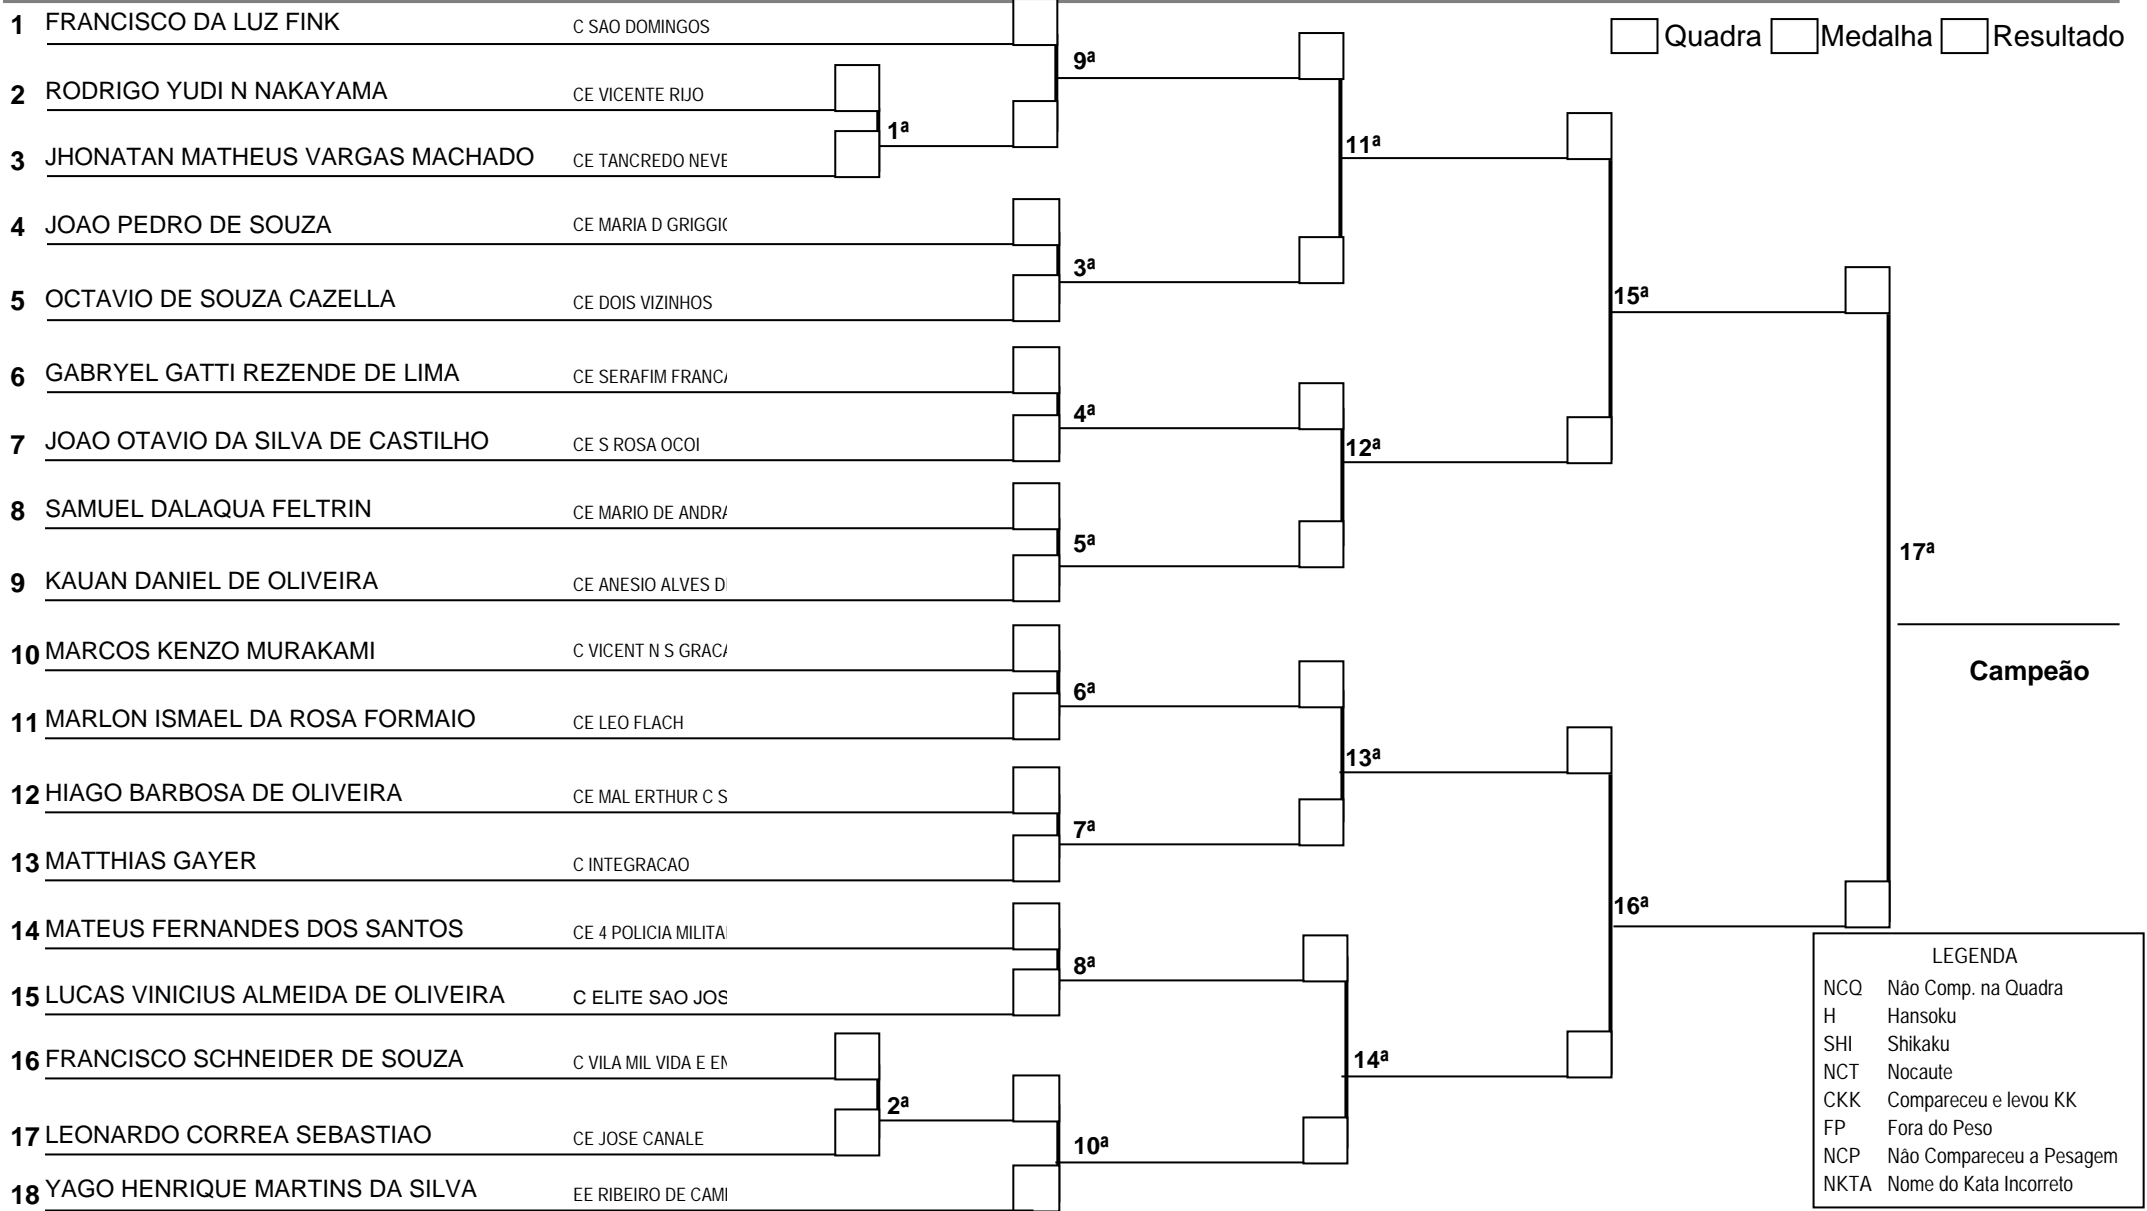 1 FRANCISCO DA LUZ FINK C SAO DOMINGOS
Quadra Medalha Resultado
9ª
2 RODRIGO YUDI N NAKAYAMA CE VICENTE RIJO
1ª
11ª
3 JHONATAN MATHEUS VARGAS MACHADO CE TANCREDO NEVE
4 JOAO PEDRO DE SOUZA CE MARIA D GRIGGI
3ª
5 OCTAVIO DE SOUZA CAZELLA CE DOIS VIZINHOS
15ª
6 GABRYEL GATTI REZENDE DE LIMA CE SERAFIM FRANCA
4ª
7 JOAO OTAVIO DA SILVA DE CASTILHO CE S ROSA OCOI
12ª
8 SAMUEL DALAQUA FELTRIN CE MARIO DE ANDRA
5ª
17ª
9 KAUAN DANIEL DE OLIVEIRA CE ANESIO ALVES D
10 MARCOS KENZO MURAKAMI C VICENT N S GRACA
Campeão
6ª
11 MARLON ISMAEL DA ROSA FORMAIO CE LEO FLACH
13ª
12 HIAGO BARBOSA DE OLIVEIRA CE MAL ERTHUR C S
7ª
13 MATTHIAS GAYER C INTEGRACAO
16ª
14 MATEUS FERNANDES DOS SANTOS CE 4 POLICIA MILITA
8ª
15 LUCAS VINICIUS ALMEIDA DE OLIVEIRA C ELITE SAO JOS
16 FRANCISCO SCHNEIDER DE SOUZA C VILA MIL VIDA E EN
14ª
2ª
17 LEONARDO CORREA SEBASTIAO CE JOSE CANALE
10ª
18 YAGO HENRIQUE MARTINS DA SILVA EE RIBEIRO DE CAM
LEGENDA
NCQ Não Comp. na Quadra
H Hansoku
SHI Shikaku
NCT Nocaute
CKK Compareceu e levou KK
FP Fora do Peso
NCP Não Compareceu a Pesagem
NKTA Nome do Kata Incorreto